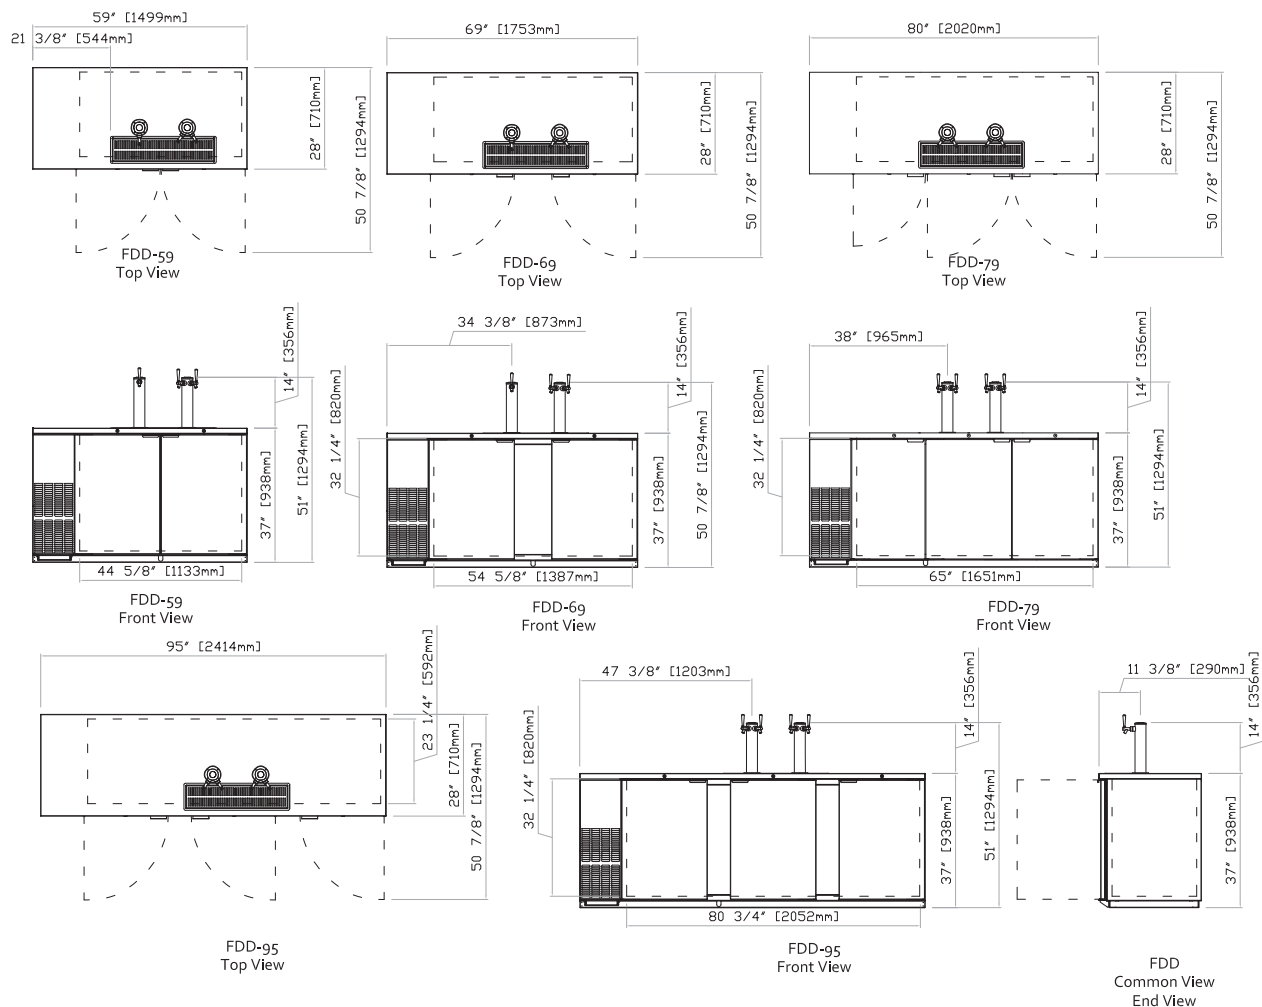 59″ [1499mm]
21 3/8″ [544mm]
28″ [710mm]
50 7/8″ [1294mm]
FDD-59
Top View
69″ [1753mm]
28″ [710mm]
50 7/8″ [1294mm]
FDD-69
Top View
80″ [2020mm]
28″ [710mm]
50 7/8″ [1294mm]
FDD-79
Top View
14″ [356mm]
37″ [938mm]
51″ [1294mm]
44 5/8″ [1133mm]
FDD-59
Front View
34 3/8″ [873mm]
14″ [356mm]
32 1/4″ [820mm]
37″ [938mm]
50 7/8″ [1294mm]
54 5/8″ [1387mm]
FDD-69
Front View
38″ [965mm]
14″ [356mm]
32 1/4″ [820mm]
37″ [938mm]
51″ [1294mm]
65″ [1651mm]
FDD-79
Front View
95″ [2414mm]
23 1/4″ [592mm]
28″ [710mm]
50 7/8″ [1294mm]
FDD-95
Top View
47 3/8″ [1203mm]
14″ [356mm]
32 1/4″ [820mm]
37″ [938mm]
51″ [1294mm]
80 3/4″ [2052mm]
FDD-95
Front View
11 3/8″ [290mm]
14″ [356mm]
37″ [938mm]
FDD
Common View
End View